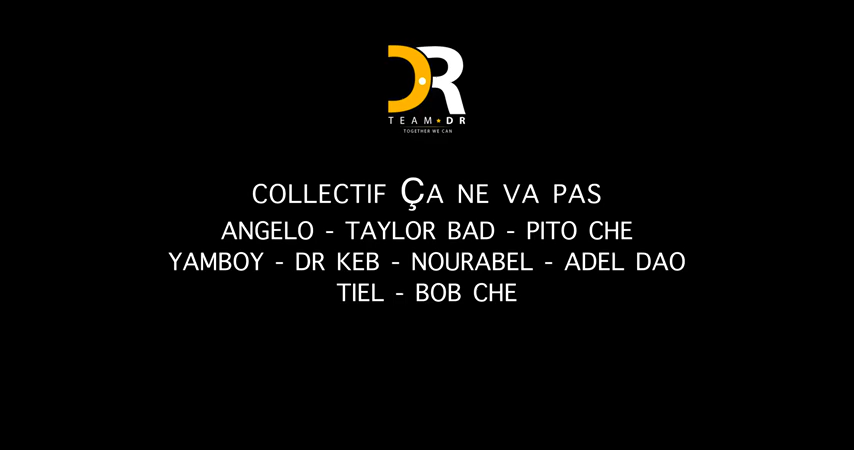 DR
TEAM★DR
TOGETHER WE CAN
COLLECTIF ÇA NE VA PAS
ANGELO - TAYLOR BAD - PITO CHE
YAMBOY - DR KEB - NOURABEL - ADEL DAO
TIEL - BOB CHE